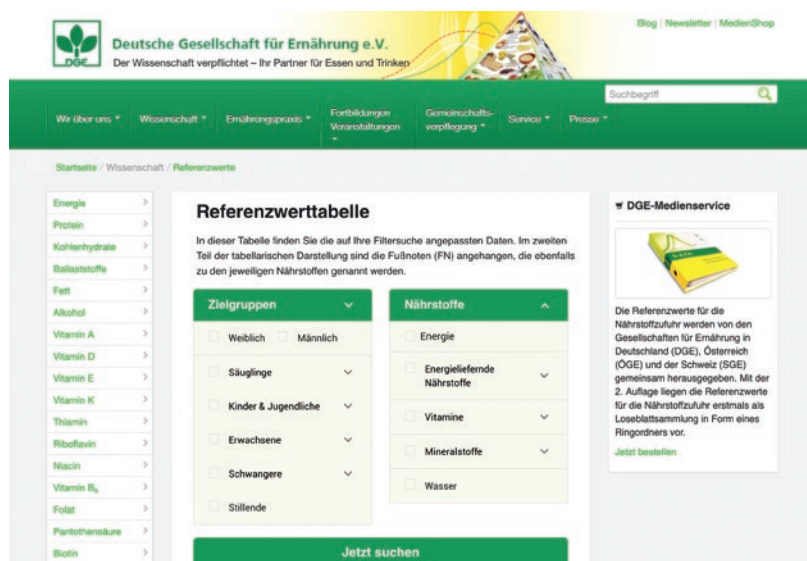 Blog | Newsletter | MedienShop
DGE
Deutsche Gesellschaft für Ernährung e.V.
Der Wissenschaft verpflichtet – Ihr Partner für Essen und Trinken
Suchbegriff
Wir über uns
Wissenschaft
Ernährungspraxis
Fortbildungen
Veranstaltungen
Gemeinschafts-
verpflegung
Service
Presse
Startseite / Wissenschaft / Referenzwerte
Energie
Protein
Kohlenhydrate
Ballaststoffe
Fett
Alkohol
Vitamin A
Vitamin D
Vitamin E
Vitamin K
Thiamin
Riboflavin
Niacin
Vitamin B₆
Folat
Pantothensäure
Biotin
Referenzwerttabelle
In dieser Tabelle finden Sie die auf Ihre Filtersuche angepassten Daten. Im zweiten
Teil der tabellarischen Darstellung sind die Fußnoten (FN) angehangen, die ebenfalls
zu den jeweiligen Nährstoffen genannt werden.
Zielgruppen
Weiblich Männlich
Säuglinge
Kinder & Jugendliche
Erwachsene
Schwangere
Stillende
Nährstoffe
Energie
Energieliefernde
Nährstoffe
Vitamine
Mineralstoffe
Wasser
Jetzt suchen
DGE-Medienservice
Die Referenzwerte für die
Nährstoffzufuhr werden von den
Gesellschaften für Ernährung in
Deutschland (DGE), Österreich
(ÖGE) und der Schweiz (SGE)
gemeinsam herausgegeben. Mit der
2. Auflage liegen die Referenzwerte
für die Nährstoffzufuhr erstmals als
Loseblattsammlung in Form eines
Ringordners vor.
Jetzt bestellen